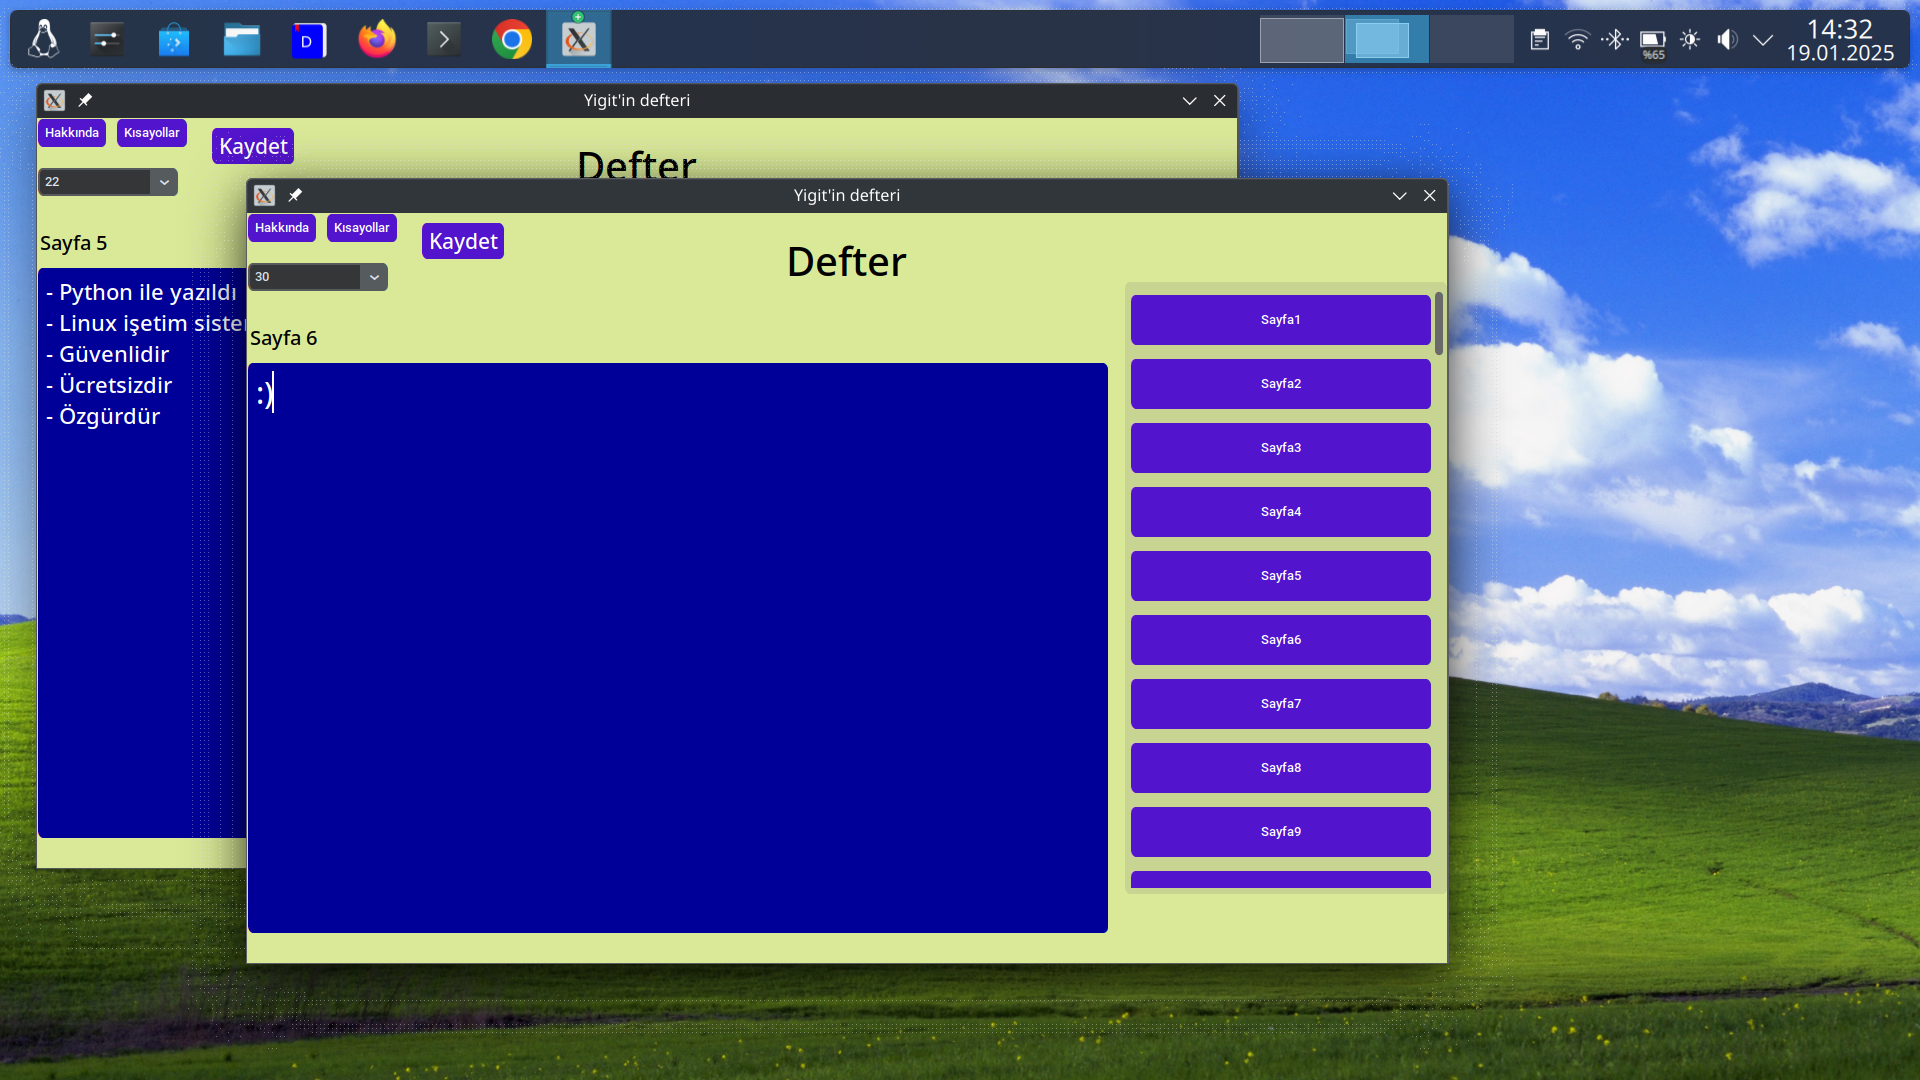 D
%65
14:32
19.01.2025
Yigit'in defteri
Hakkında
Kısayollar
Kaydet
Defter
22
Sayfa 5
- Python ile yazıldı
- Linux işetim
- Güvenlidir
- Ücretsizdir
- Özgürdür
Yigit'in defteri
Hakkında
Kısayollar
Kaydet
Defter
30
Sayfa 6
:)
Sayfa1
Sayfa2
Sayfa3
Sayfa4
Sayfa5
Sayfa6
Sayfa7
Sayfa8
Sayfa9